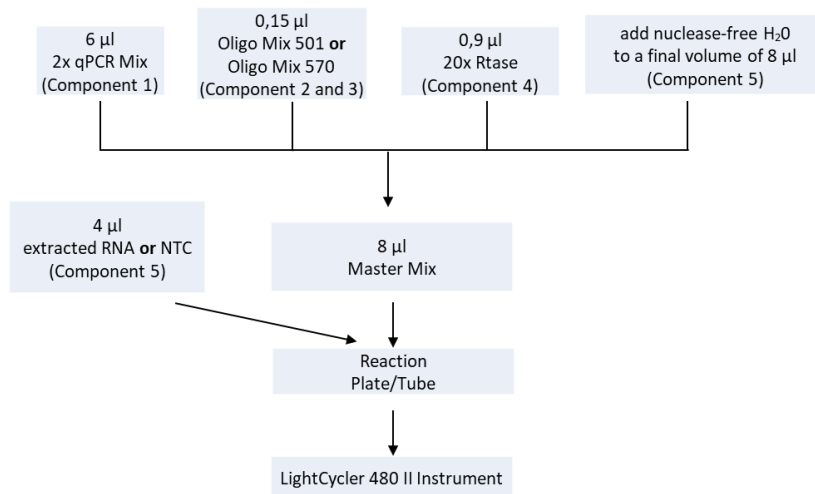 6 µl
2x qPCR Mix
(Component 1)
0,15 µl
Oligo Mix 501 or
Oligo Mix 570
(Component 2 and 3)
0,9 µl
20x Rtase
(Component 4)
add nuclease-free H₂0
to a final volume of 8 µl
(Component 5)
4 µl
extracted RNA or NTC
(Component 5)
8 µl
Master Mix
Reaction
Plate/Tube
LightCycler 480 II Instrument